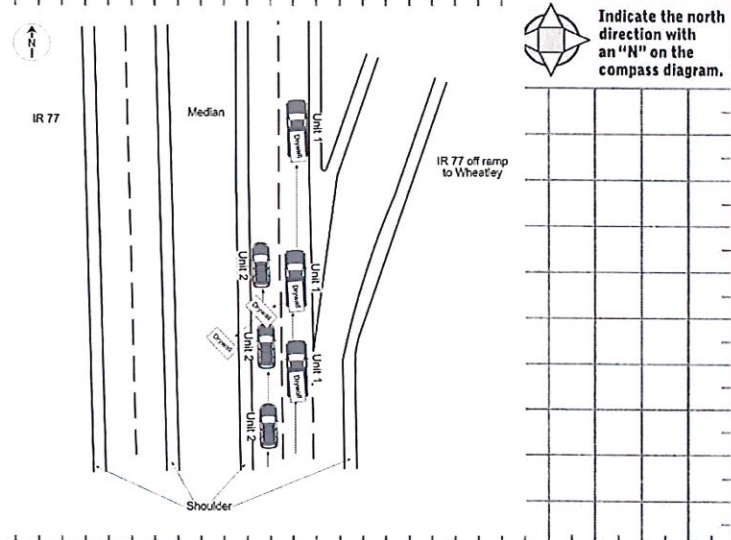 Indicate the north
direction with
an "N" on the
compass diagram.
N
IR 77
Median
Unit 1
Drywall
IR 77 off ramp
to Wheatley
Unit 2
Unit 1
Drywall
Drywall
Drywall
Unit 2
Unit 1
Drywall
Unit 2
Shoulder